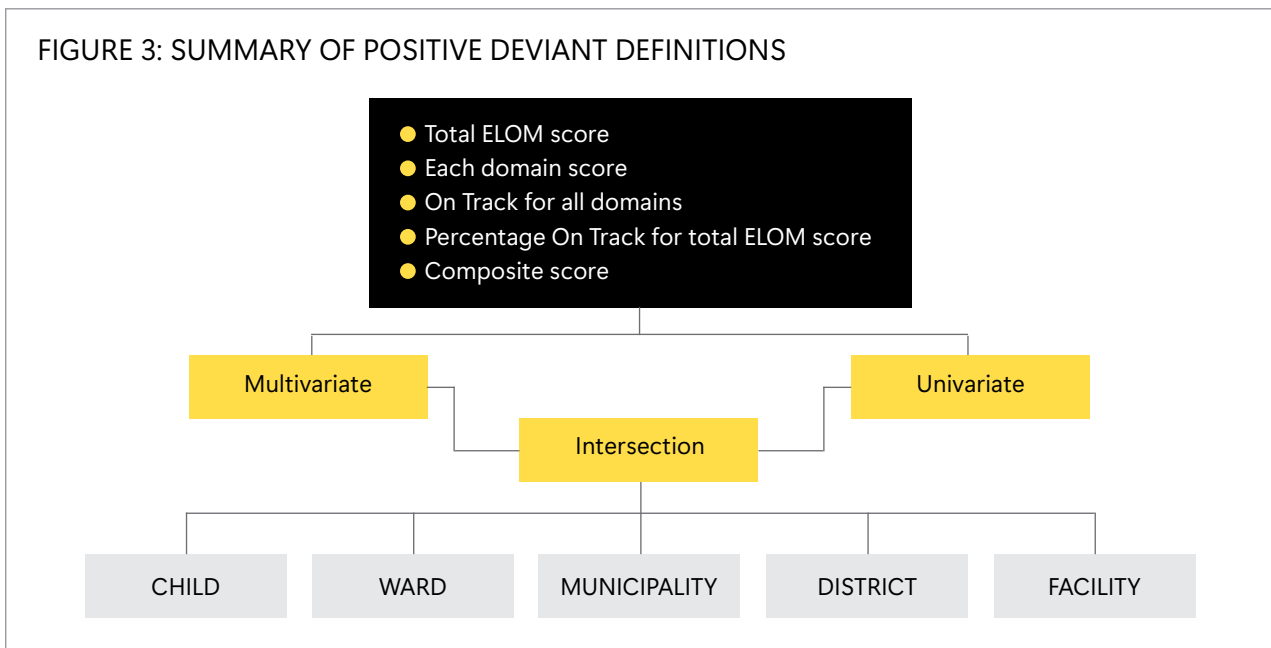 FIGURE 3: SUMMARY OF POSITIVE DEVIANT DEFINITIONS
Total ELOM score
Each domain score
On Track for all domains
Percentage On Track for total ELOM score
Composite score
Multivariate
Univariate
Intersection
CHILD
WARD
MUNICIPALITY
DISTRICT
FACILITY